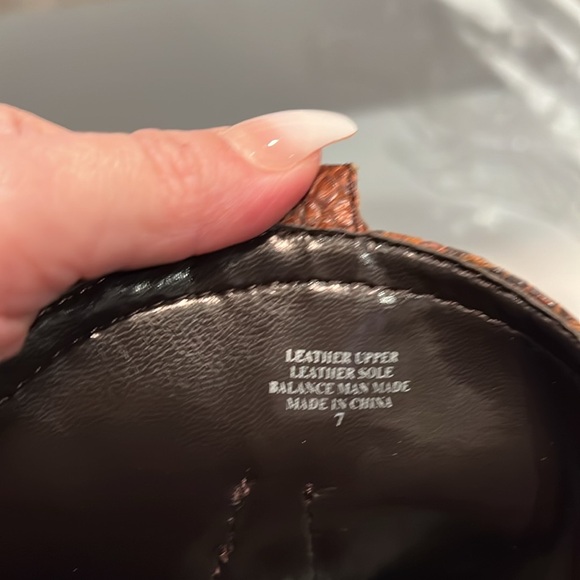 LEATHER UPPER
LEATHER SOLE
BALANCE MAN MADE
MADE IN CHINA
7